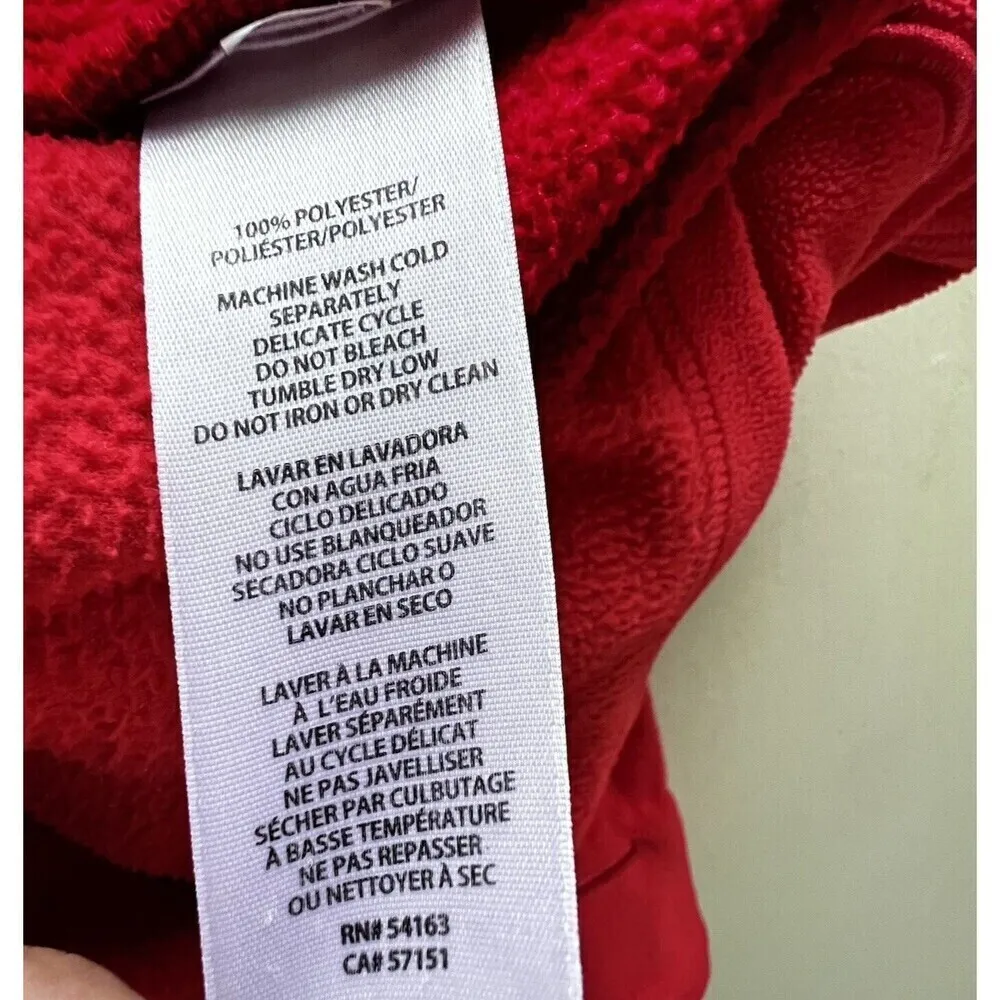 100% POLYESTER/
POLIÉSTER/POLYESTER
MACHINE WASH COLD
SEPARATELY
DELICATE CYCLE
DO NOT BLEACH
TUMBLE DRY LOW
DO NOT IRON OR DRY CLEAN
LAVAR EN LAVADORA
CON AGUA FRIA
CICLO DELICADO
NO USE BLANQUEADOR
SECADORA CICLO SUAVE
NO PLANCHAR O
LAVAR EN SECO
LAVER À LA MACHINE
À L'EAU FROIDE
LAVER SÉPARÉMENT
AU CYCLE DÉLICAT
NE PAS JAVELLISER
SÉCHER PAR CULBUTAGE
À BASSE TEMPÉRATURE
NE PAS REPASSER
OU NETTOYER À SEC
RN# 54163
CA# 57151